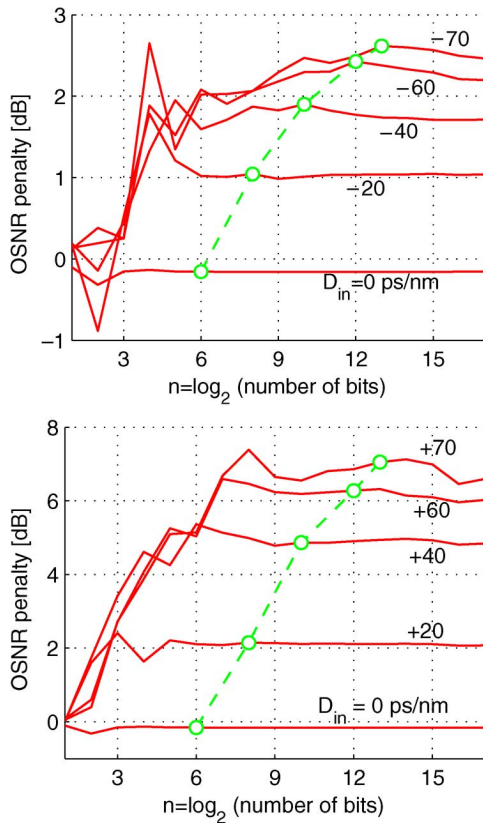 OSNR penalty [dB]
3
2
1
0
−1
−70
−60
−40
−20
D_in=0 ps/nm
3 6 9 12 15
n=log_2 (number of bits)
OSNR penalty [dB]
8
6
4
2
0
+70
+60
+40
+20
D_in = 0 ps/nm
3 6 9 12 15
n=log_2 (number of bits)